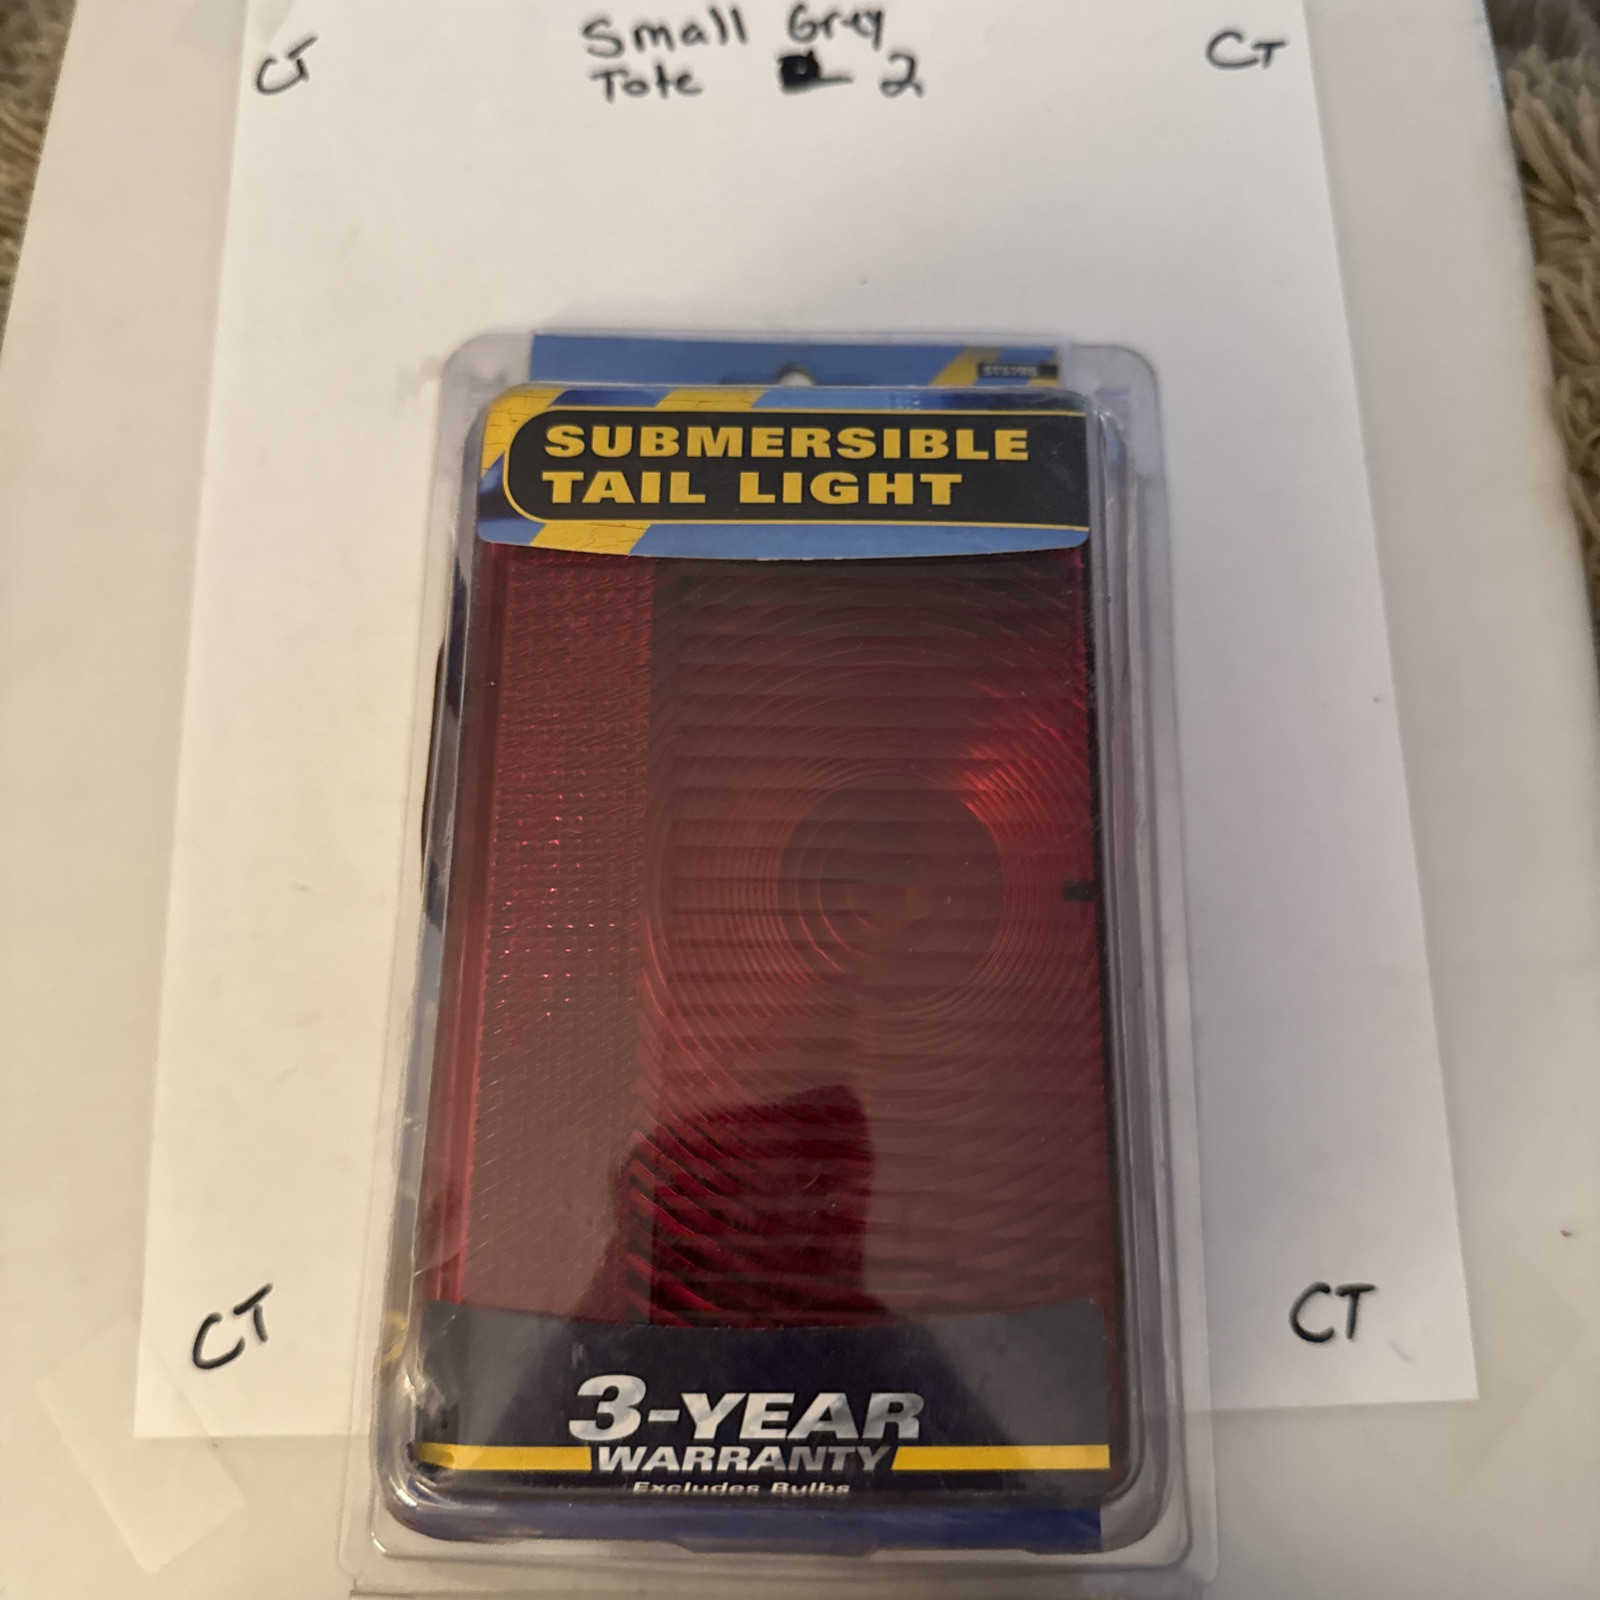 CT
Small Grey
Tote 2
CT
SUBMERSIBLE
TAIL LIGHT
CT
CT
3-YEAR
WARRANTY
Excludes Bulbs